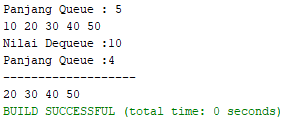 Panjang Queue : 5
10 20 30 40 50
Nilai Dequeue :10
Panjang Queue :4
-------------------
20 30 40 50
BUILD SUCCESSFUL (total time: 0 seconds)